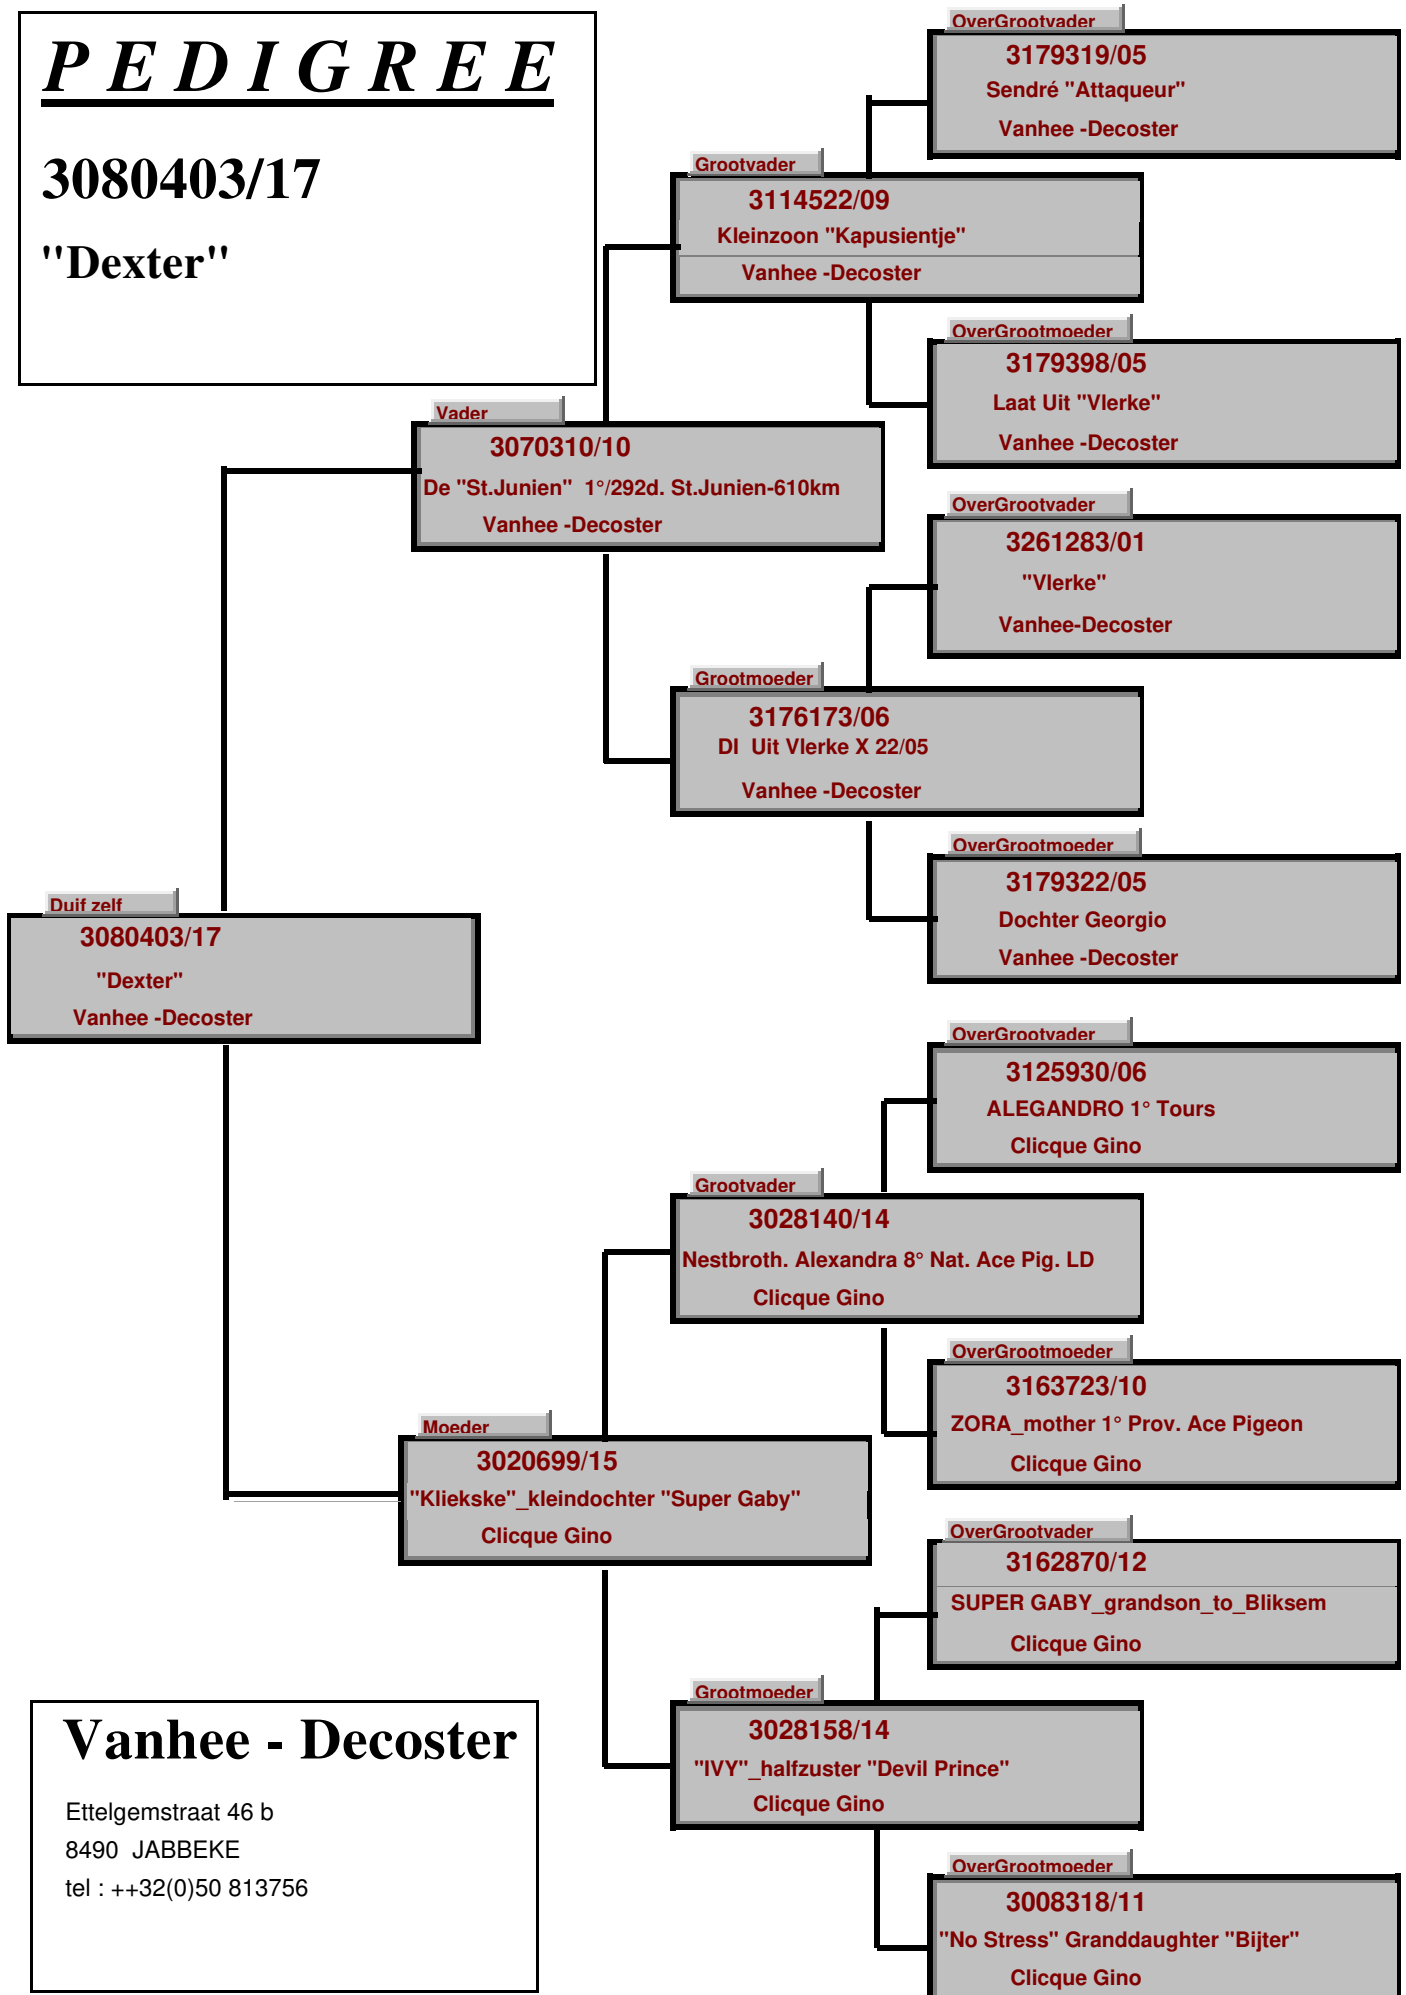 P E D I G R E E
3080403/17
"Dexter"
OverGrootvader
3179319/05
Sendré "Attaqueur"
Vanhee -Decoster
Grootvader
3114522/09
Kleinzoon "Kapusientje"
Vanhee -Decoster
OverGrootmoeder
3179398/05
Laat Uit "Vlerke"
Vanhee -Decoster
Vader
3070310/10
De "St.Junien" 1°/292d. St.Junien-610km
Vanhee -Decoster
OverGrootvader
3261283/01
"Vlerke"
Vanhee-Decoster
Grootmoeder
3176173/06
DI Uit Vlerke X 22/05
Vanhee -Decoster
OverGrootmoeder
3179322/05
Dochter Georgio
Vanhee -Decoster
Duif zelf
3080403/17
"Dexter"
Vanhee -Decoster
OverGrootvader
3125930/06
ALEGANDRO 1° Tours
Clicque Gino
Grootvader
3028140/14
Nestbroth. Alexandra 8° Nat. Ace Pig. LD
Clicque Gino
OverGrootmoeder
3163723/10
ZORA_mother 1° Prov. Ace Pigeon
Clicque Gino
Moeder
3020699/15
"Kliekske"_kleindochter "Super Gaby"
Clicque Gino
OverGrootvader
3162870/12
SUPER GABY_grandson_to_Bliksem
Clicque Gino
Grootmoeder
3028158/14
"IVY"_halfzuster "Devil Prince"
Clicque Gino
OverGrootmoeder
3008318/11
"No Stress" Granddaughter "Bijter"
Clicque Gino
Vanhee - Decoster
Ettelgemstraat 46 b
8490 JABBEKE
tel : ++32(0)50 813756